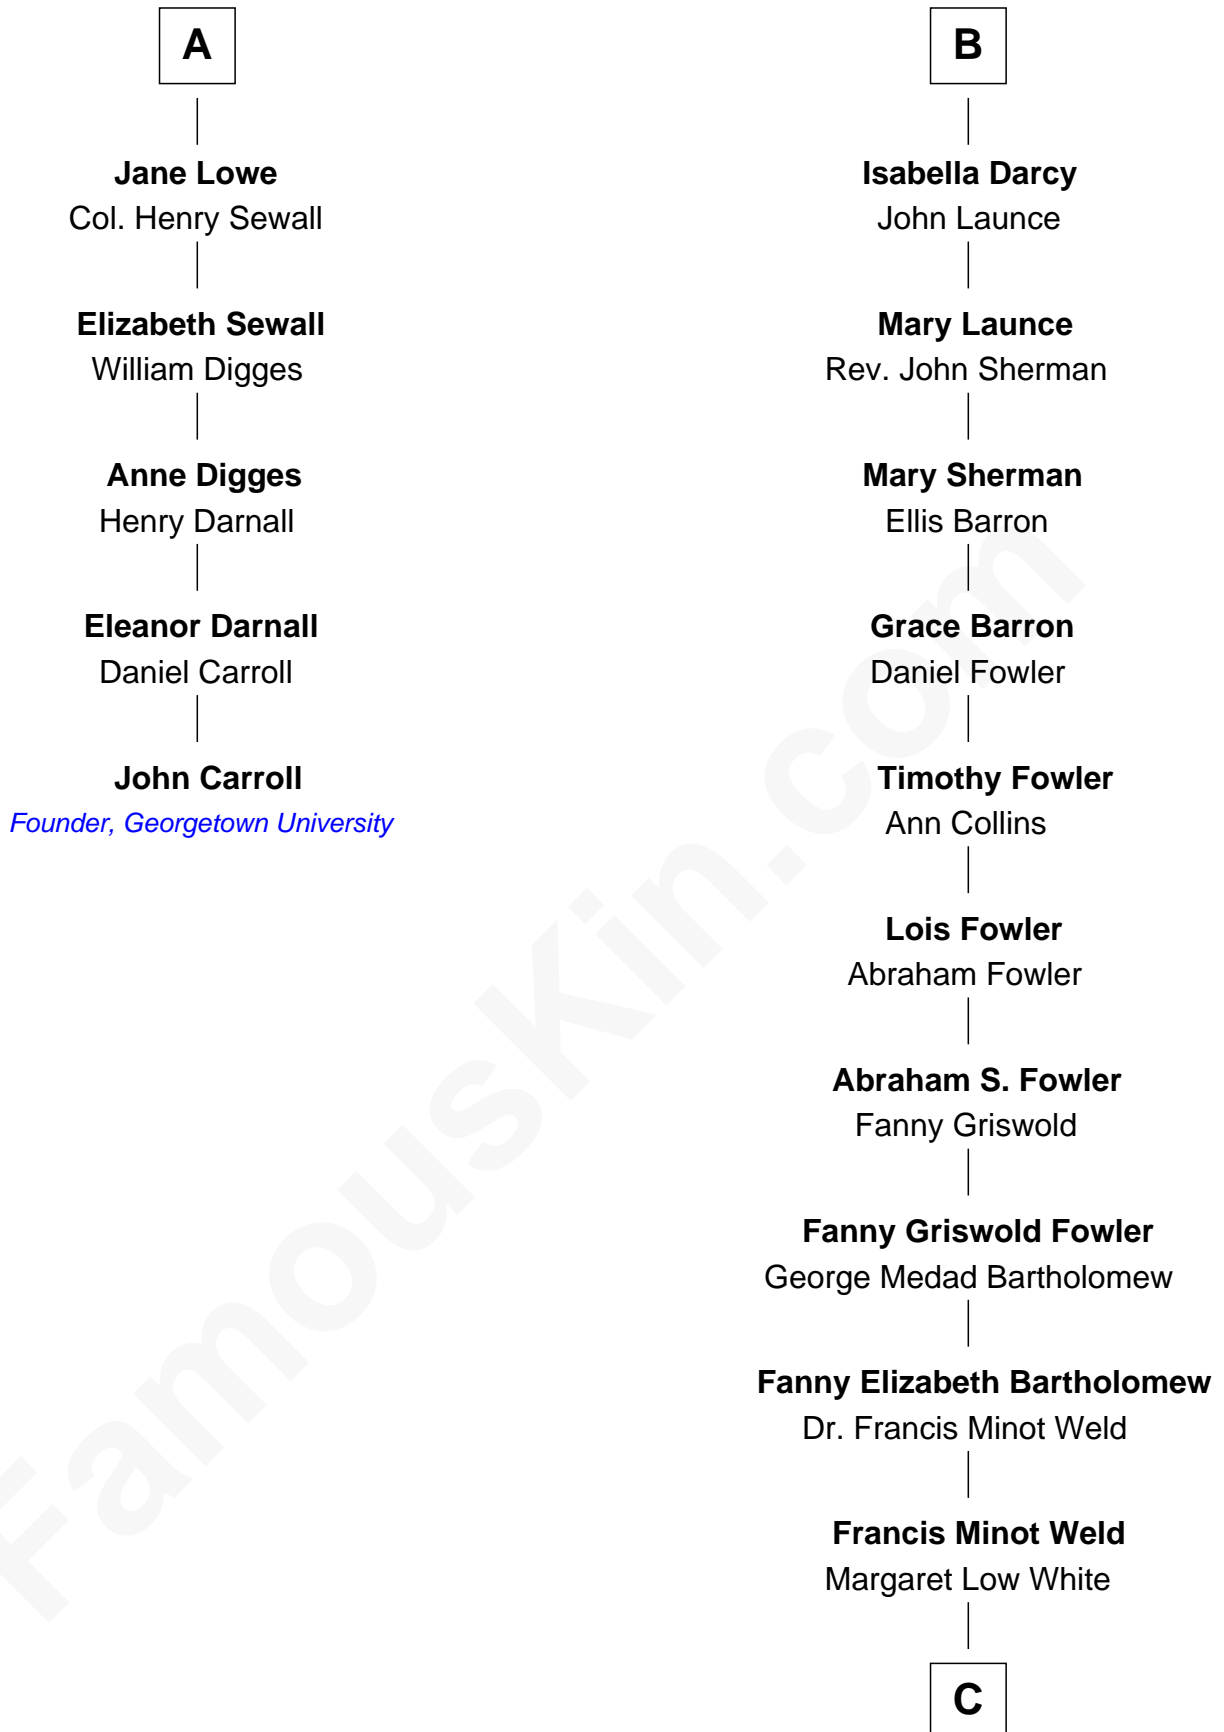 A
Jane Lowe
Col. Henry Sewall
Elizabeth Sewall
William Digges
Anne Digges
Henry Darnall
Eleanor Darnall
Daniel Carroll
John Carroll
Founder, Georgetown University
B
Isabella Darcy
John Launce
Mary Launce
Rev. John Sherman
Mary Sherman
Ellis Barron
Grace Barron
Daniel Fowler
Timothy Fowler
Ann Collins
Lois Fowler
Abraham Fowler
Abraham S. Fowler
Fanny Griswold
Fanny Griswold Fowler
George Medad Bartholomew
Fanny Elizabeth Bartholomew
Dr. Francis Minot Weld
Francis Minot Weld
Margaret Low White
C
FamousKin.com